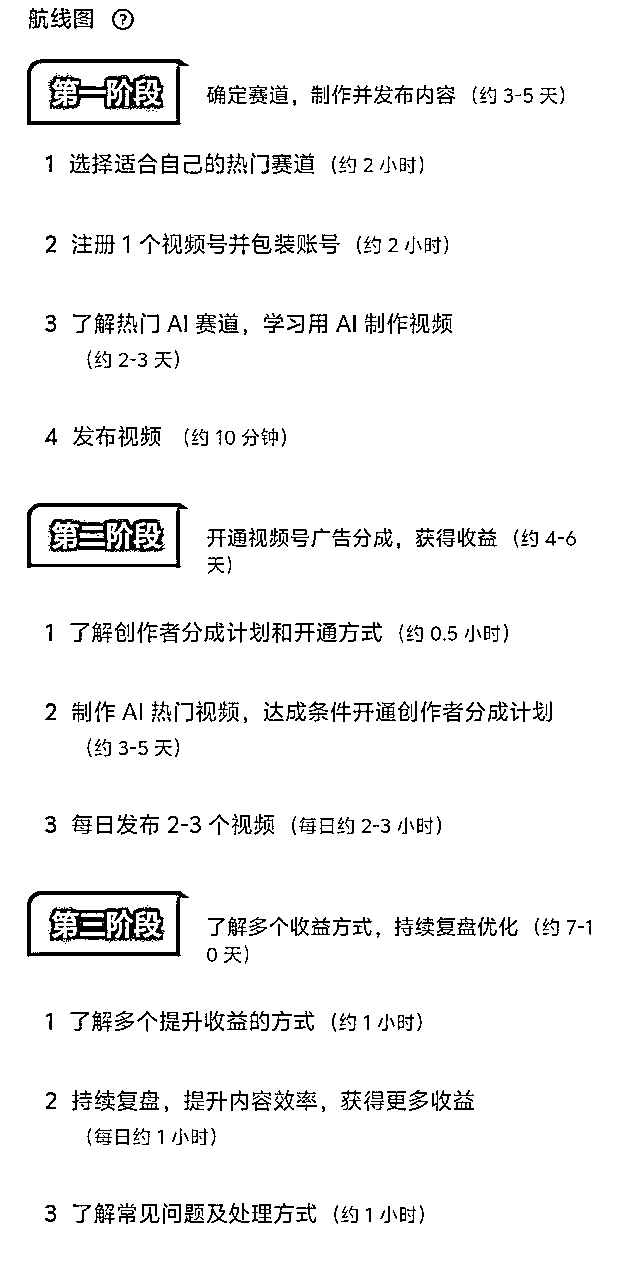 航线图 ?
第一阶段 确定赛道，制作并发布内容（约 3-5 天）
1 选择适合自己的热门赛道（约 2 小时）
2 注册 1 个视频号并包装账号（约 2 小时）
3 了解热门 AI 赛道，学习用 AI 制作视频
（约 2-3 天）
4 发布视频 （约 10 分钟）
第二阶段 开通视频号广告分成，获得收益（约 4-6
天）
1 了解创作者分成计划和开通方式（约 0.5 小时）
2 制作 AI 热门视频，达成条件开通创作者分成计划
（约 3-5 天）
3 每日发布 2-3 个视频（每日约 2-3 小时）
第三阶段 了解多个收益方式，持续复盘优化（约 7-1
0 天）
1 了解多个提升收益的方式（约 1 小时）
2 持续复盘，提升内容效率，获得更多收益
（每日约 1 小时）
3 了解常见问题及处理方式（约 1 小时）